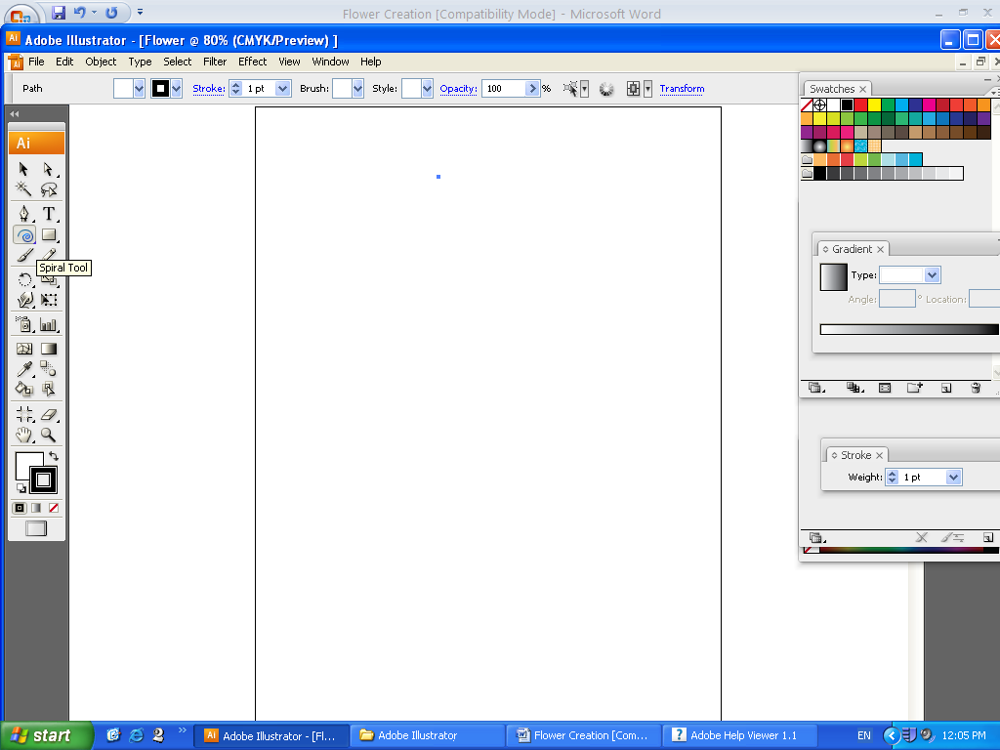 Flower Creation [Compatibility Mode] - Microsoft Word
Adobe Illustrator - [Flower @ 80% (CMYK/Preview) ]
File Edit Object Type Select Filter Effect View Window Help
Path Stroke: 1 pt Brush: Style: Opacity: 100 % Transform
Swatches
Ai
T
Spiral Tool
Gradient
Type:
Angle: ° Location:
Stroke
Weight: 1 pt
start
Adobe Illustrator - [Fl...
Adobe Illustrator
Flower Creation [Com...
Adobe Help Viewer 1.1
EN
12:05 PM